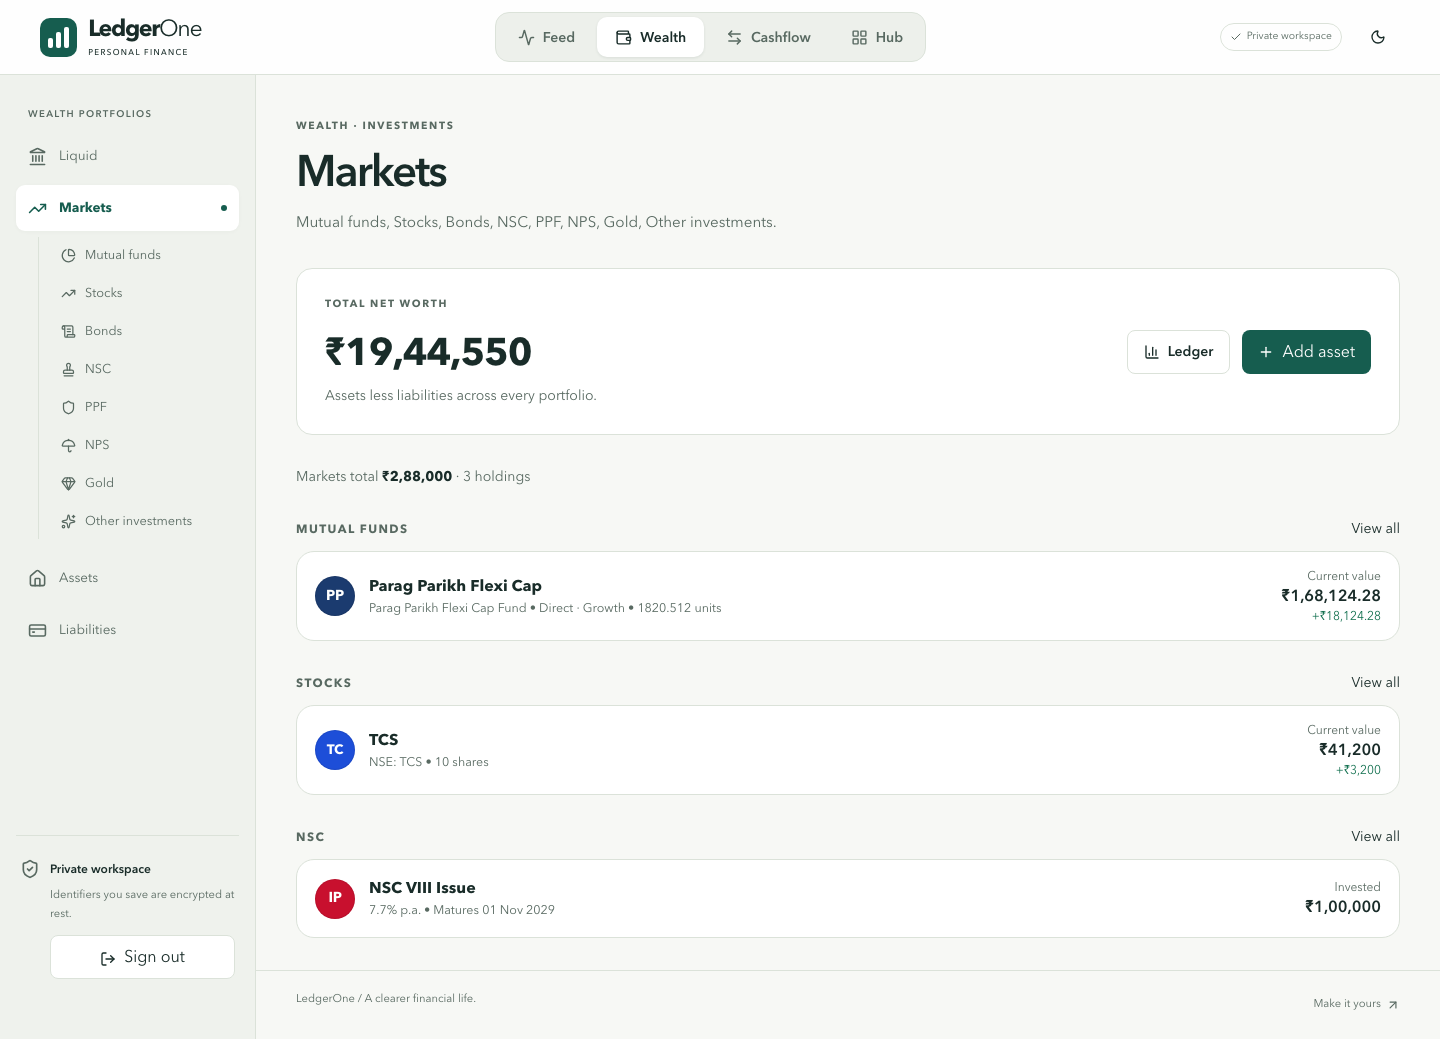 LedgerOne
PERSONAL FINANCE
Feed
Wealth
Cashflow
Hub
Private workspace
WEALTH PORTFOLIOS
Liquid
Markets
Mutual funds
Stocks
Bonds
NSC
PPF
NPS
Gold
Other investments
Assets
Liabilities
Private workspace
Identifiers you save are encrypted at
rest.
Sign out
WEALTH · INVESTMENTS
Markets
Mutual funds, Stocks, Bonds, NSC, PPF, NPS, Gold, Other investments.
TOTAL NET WORTH
₹19,44,550
Assets less liabilities across every portfolio.
Ledger
Add asset
Markets total ₹2,88,000 · 3 holdings
MUTUAL FUNDS
View all
PP
Parag Parikh Flexi Cap
Parag Parikh Flexi Cap Fund • Direct · Growth • 1820.512 units
Current value
₹1,68,124.28
+₹18,124.28
STOCKS
View all
TC
TCS
NSE: TCS • 10 shares
Current value
₹41,200
+₹3,200
NSC
View all
IP
NSC VIII Issue
7.7% p.a. • Matures 01 Nov 2029
Invested
₹1,00,000
LedgerOne / A clearer financial life.
Make it yours